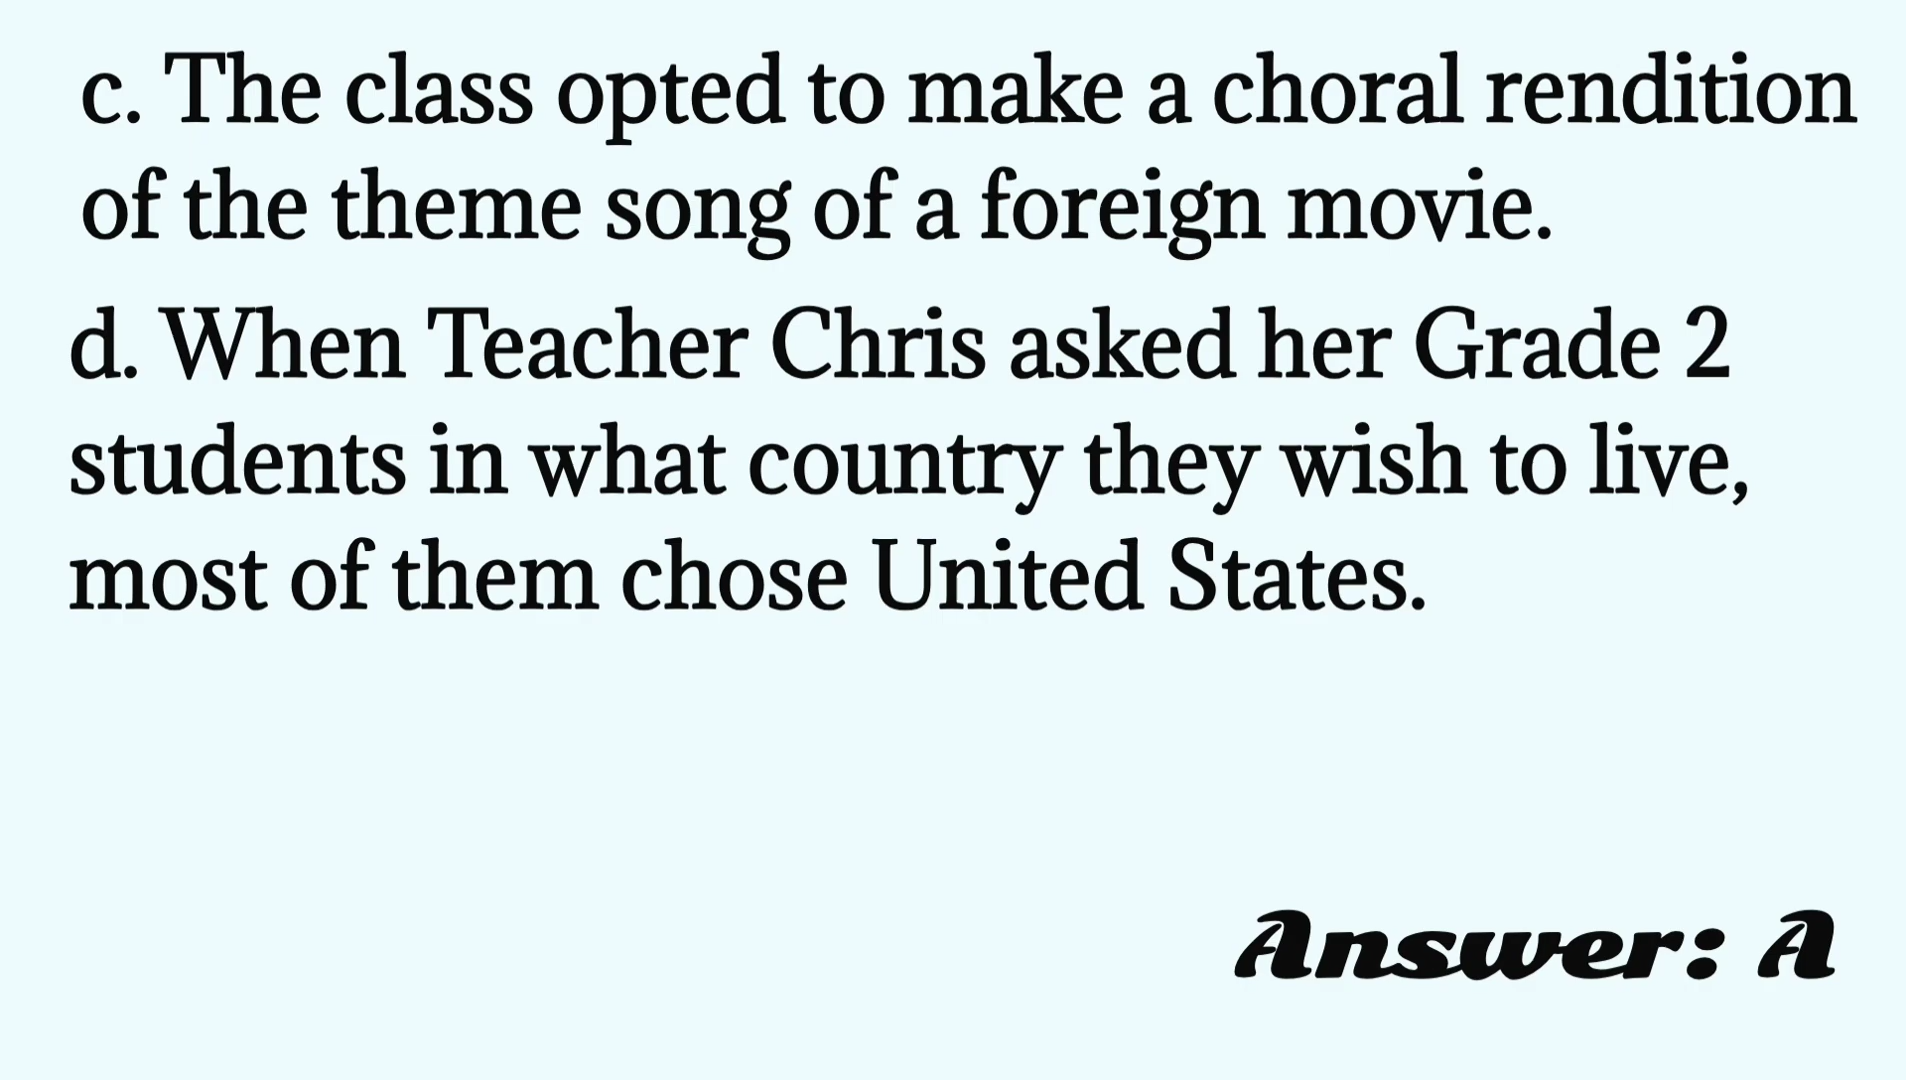 c. The class opted to make a choral rendition
of the theme song of a foreign movie.
d. When Teacher Chris asked her Grade 2
students in what country they wish to live,
most of them chose United States.
Answer: A